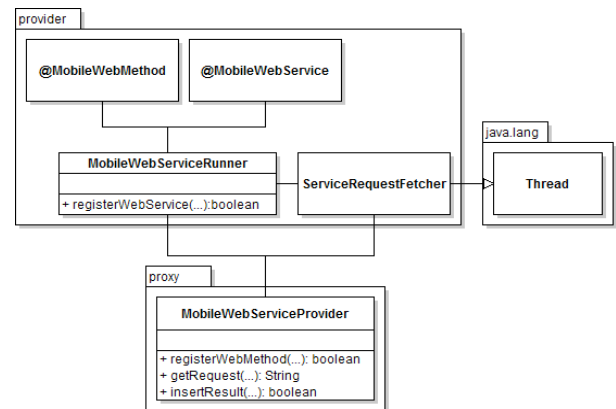 provider
@MobileWebMethod
@MobileWebService
java.lang
MobileWebServiceRunner
+ registerWebService(...):boolean
ServiceRequestFetcher
Thread
proxy
MobileWebServiceProvider
+ registerWebMethod(...): boolean
+ getRequest(...): String
+ insertResult(...): boolean